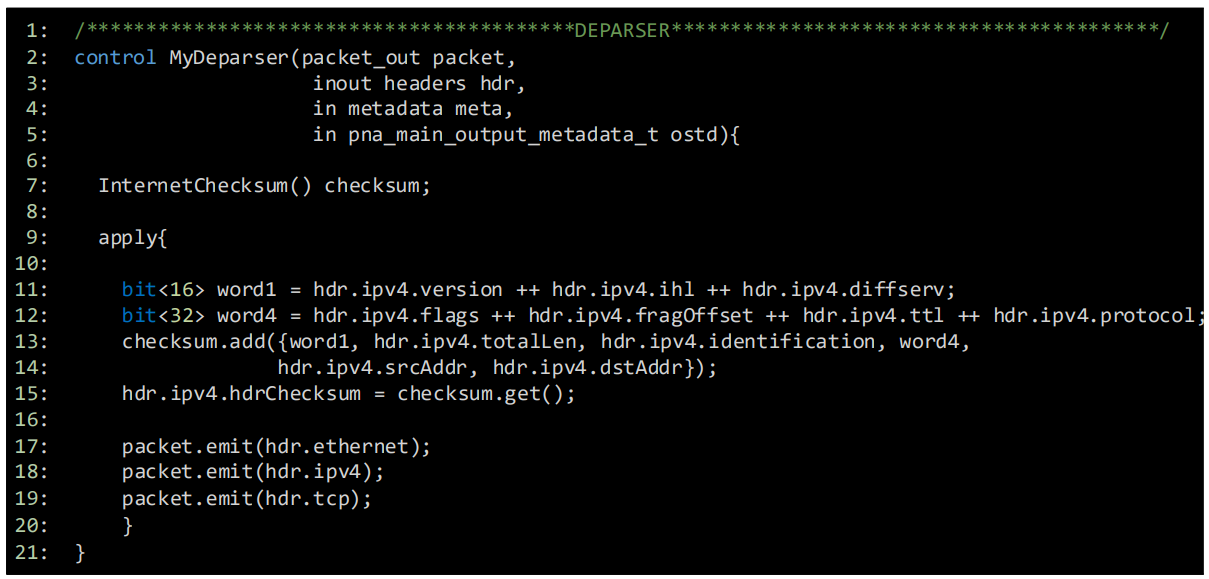 1: /******************************************DEPARSER******************************************/
2: control MyDeparser(packet_out packet,
3:                     inout headers hdr,
4:                     in metadata meta,
5:                     in pna_main_output_metadata_t ostd){
6:
7:   InternetChecksum() checksum;
8:
9:   apply{
10:
11:     bit<16> word1 = hdr.ipv4.version ++ hdr.ipv4.ihl ++ hdr.ipv4.diffserv;
12:     bit<32> word4 = hdr.ipv4.flags ++ hdr.ipv4.fragOffset ++ hdr.ipv4.ttl ++ hdr.ipv4.protocol;
13:     checksum.add({word1, hdr.ipv4.totalLen, hdr.ipv4.identification, word4,
14:                  hdr.ipv4.srcAddr, hdr.ipv4.dstAddr});
15:     hdr.ipv4.hdrChecksum = checksum.get();
16:
17:     packet.emit(hdr.ethernet);
18:     packet.emit(hdr.ipv4);
19:     packet.emit(hdr.tcp);
20:     }
21: }